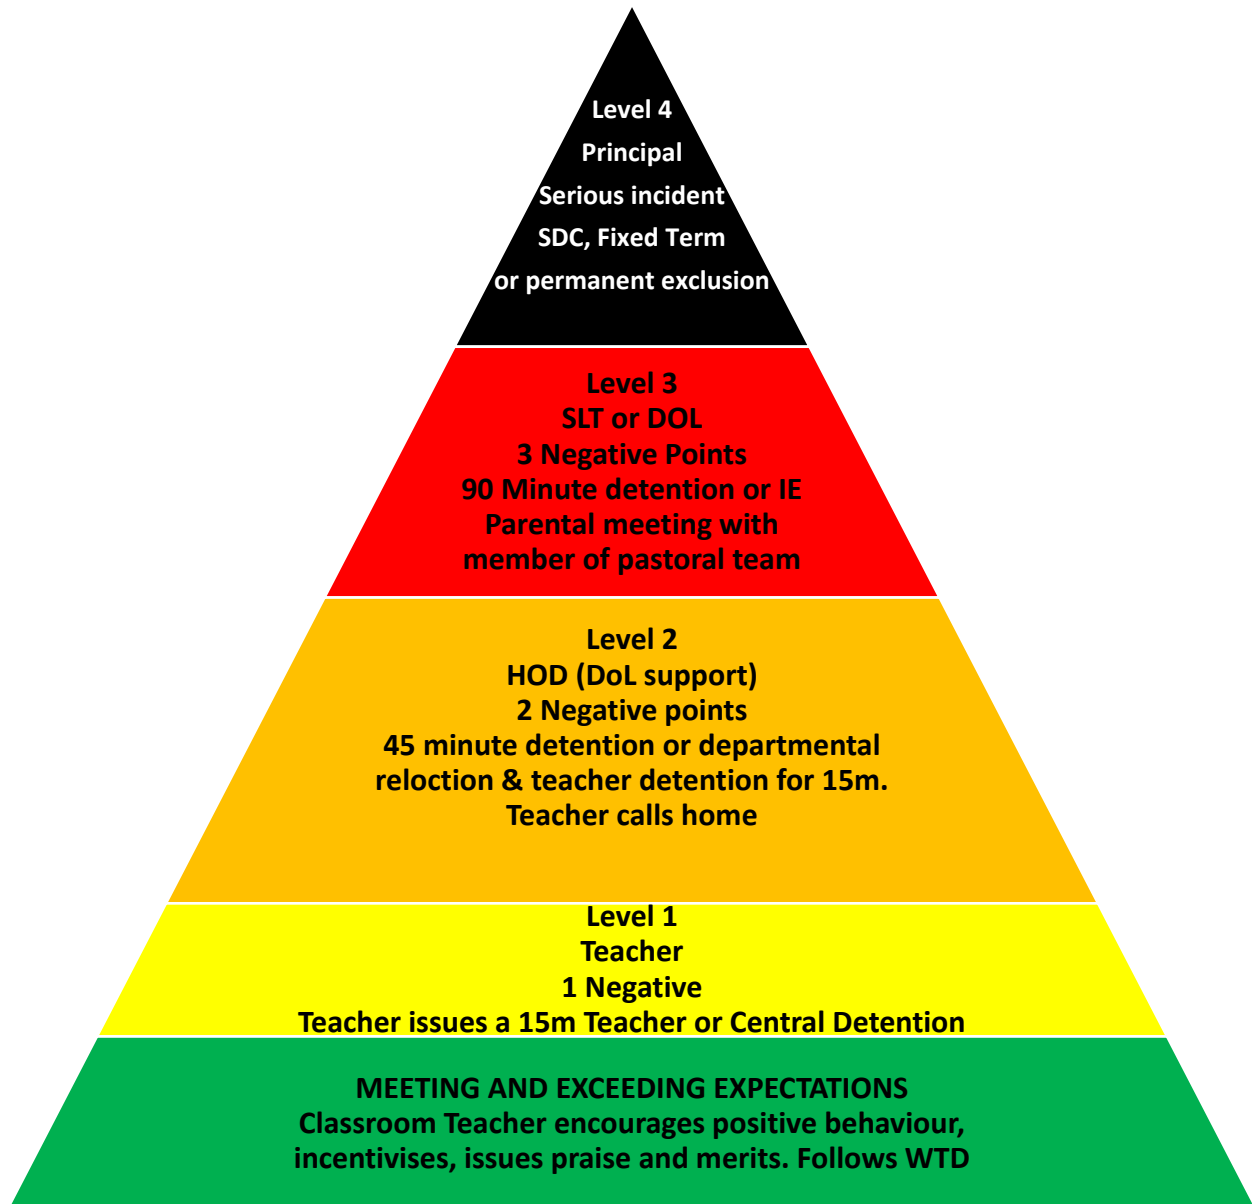 Level 4
Principal
Serious incident
SDC, Fixed Term
or permanent exclusion
Level 3
SLT or DOL
3 Negative Points
90 Minute detention or IE
Parental meeting with
member of pastoral team
Level 2
HOD (DoL support)
2 Negative points
45 minute detention or departmental
reloction & teacher detention for 15m.
Teacher calls home
Level 1
Teacher
1 Negative
Teacher issues a 15m Teacher or Central Detention
MEETING AND EXCEEDING EXPECTATIONS
Classroom Teacher encourages positive behaviour,
incentivises, issues praise and merits. Follows WTD